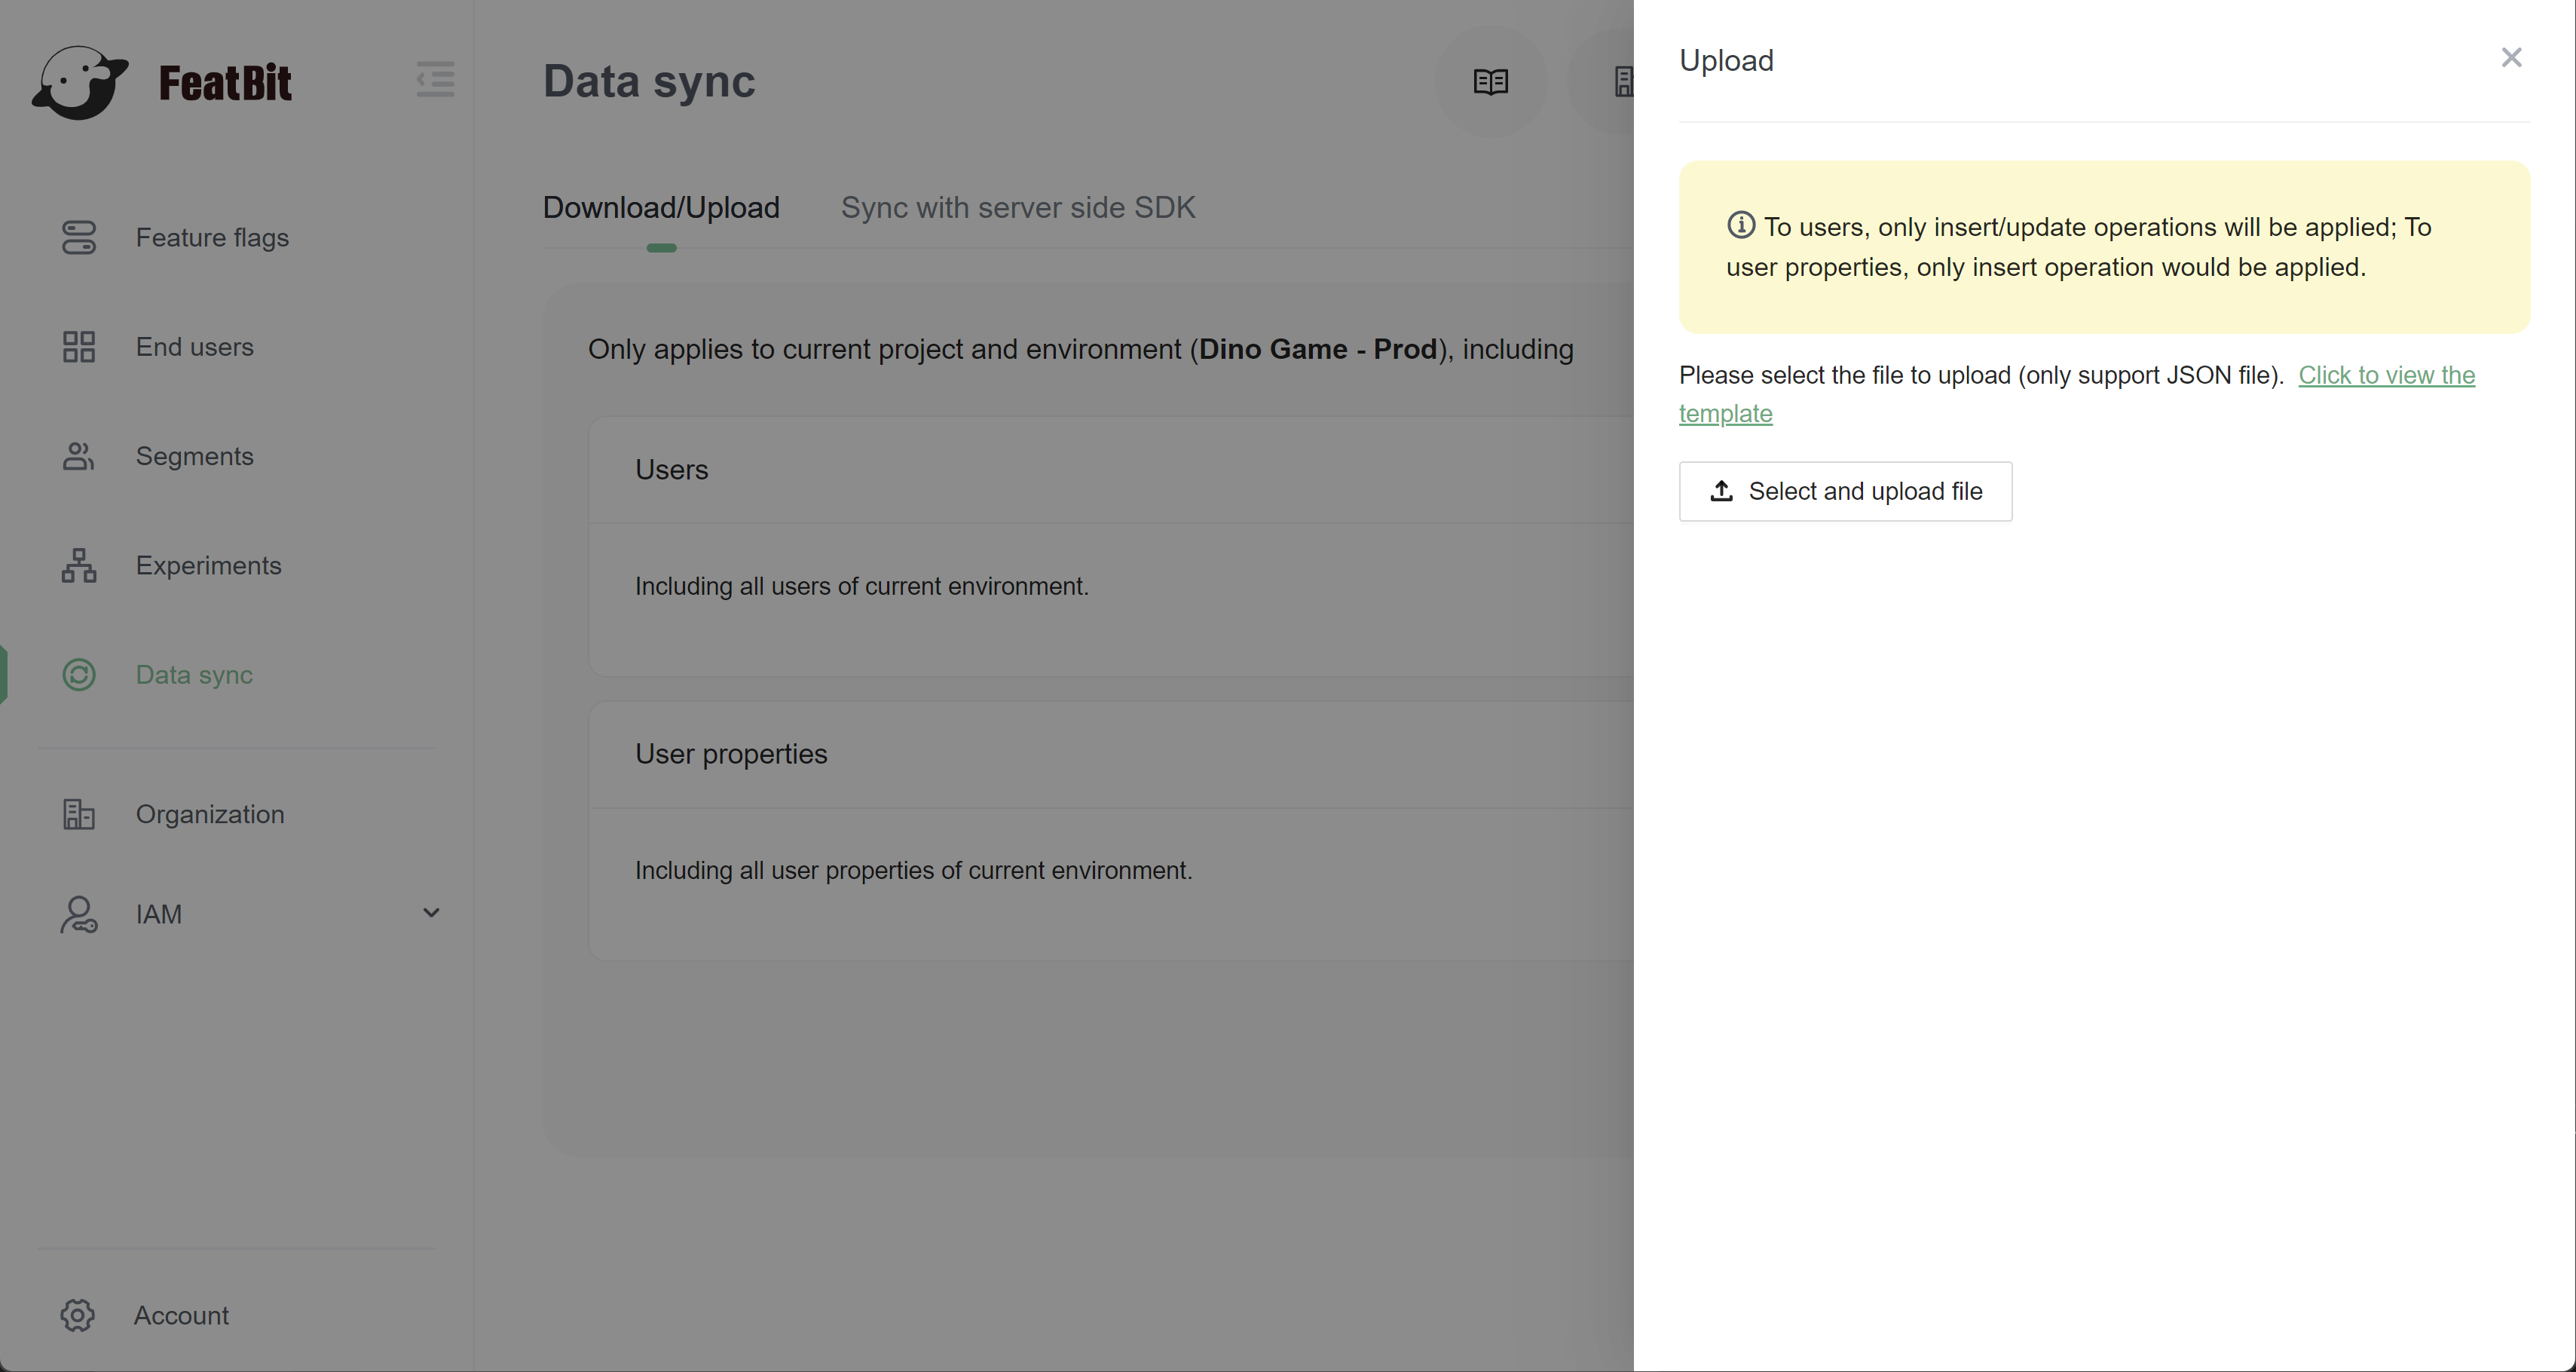 FeatBit
Feature flags
End users
Segments
Experiments
Data sync
Organization
IAM
Account
Data sync
Download/Upload
Sync with server side SDK
Only applies to current project and environment (Dino Game - Prod), including
Users
Including all users of current environment.
User properties
Including all user properties of current environment.
Upload
To users, only insert/update operations will be applied; To
user properties, only insert operation would be applied.
Please select the file to upload (only support JSON file). Click to view the
template
Select and upload file